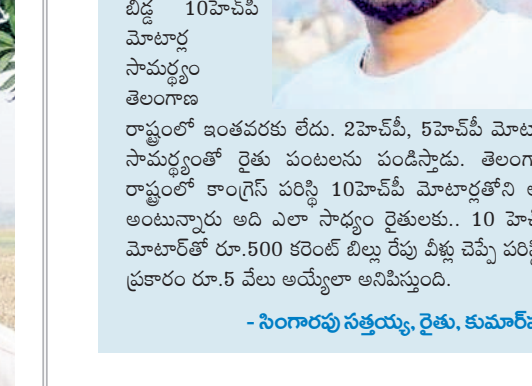 బిడ్డ 10హెచ్‌పీ
మోటార్ల
సామర్థ్యం
తెలంగాణ
రాష్ట్రంలో ఇంతవరకు లేదు. 2హెచ్‌పీ, 5హెచ్‌పీ
సామర్థ్యంతో రైతు పంటలను పండిస్తాడు.
రాష్ట్రంలో కాంగ్రెస్ పరిస్థి 10హెచ్‌పీ మోటార్లతోని
అంటున్నారు అది ఎలా సాధ్యం రైతులకు.. 10
మోటార్‌తో రూ.500 కరెంట్ బిల్లు రేపు వీళ్లు చెప్పే
ప్రకారం రూ.5 వేలు అయ్యేలా అనిపిస్తుంది.
- సింగారపు సత్తయ్య, రైతు,